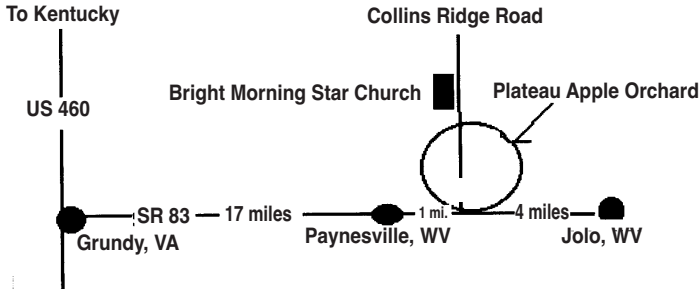 To Kentucky
Collins Ridge Road
US 460
Bright Morning Star Church
Plateau Apple Orchard
SR 83
17 miles
1 mi.
4 miles
Grundy, VA
Paynesville, WV
Jolo, WV